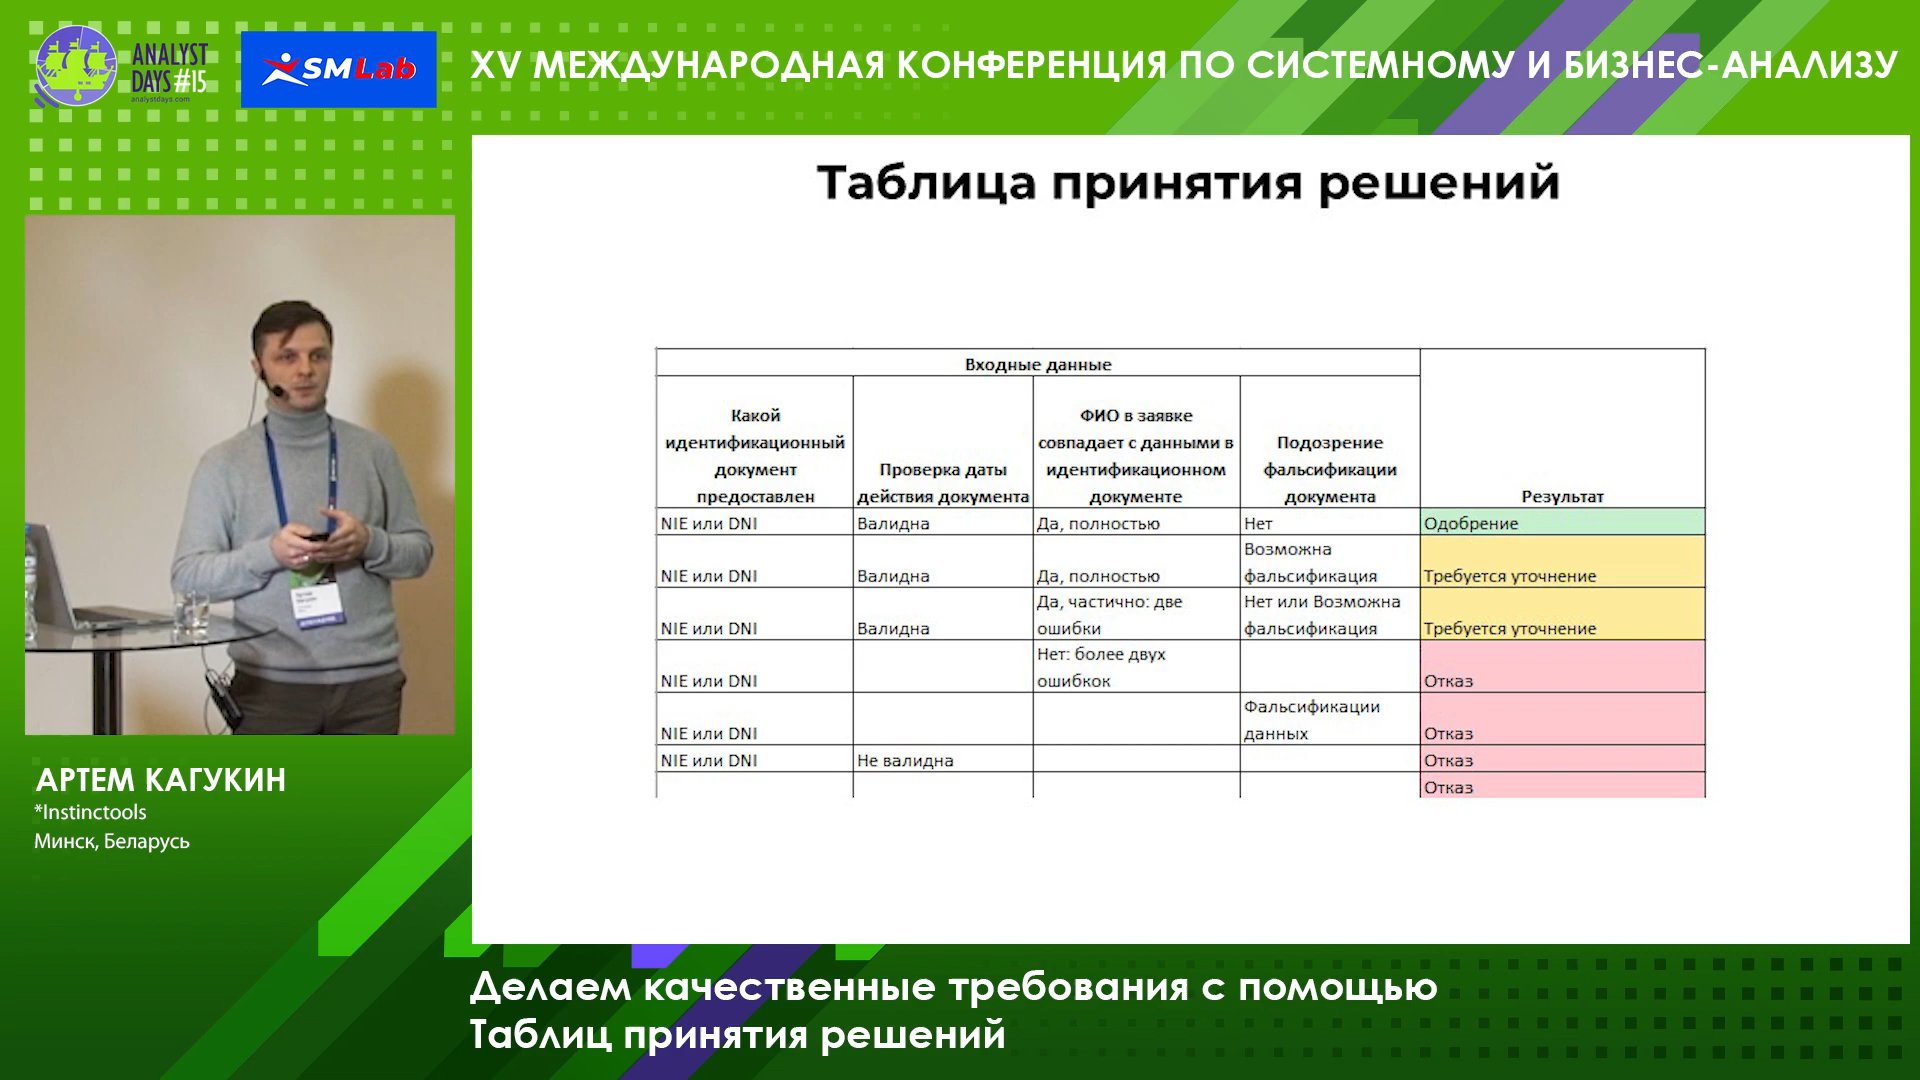 ANALYST
DAYS#15
analystdays.com
SMLab
XV МЕЖДУНАРОДНАЯ КОНФЕРЕНЦИЯ ПО СИСТЕМНОМУ И БИЗНЕС-АНАЛИЗУ
Таблица принятия решений
Входные данные
Какой
идентификационный
документ
предоставлен
Проверка даты
действия документа
ФИО в заявке
совпадает с данными в
идентификационном
документе
Подозрение
фальсификации
документа
Результат
NIE или DNI
Валидна
Да, полностью
Нет
Одобрение
NIE или DNI
Валидна
Да, полностью
Возможна
фальсификация
Требуется уточнение
NIE или DNI
Валидна
Да, частично: две
ошибки
Нет или Возможна
фальсификация
Требуется уточнение
NIE или DNI
Нет: более двух
ошибкок
Отказ
NIE или DNI
Фальсификации
данных
Отказ
NIE или DNI
Не валидна
Отказ
Отказ
АРТЕМ КАГУКИН
*Instinctools
Минск, Беларусь
Делаем качественные требования с помощью
Таблиц принятия решений